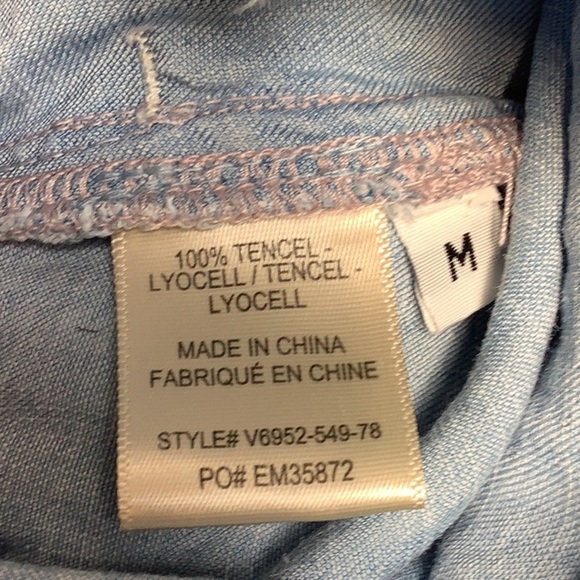 100% TENCEL -
LYOCELL / TENCEL -
LYOCELL
MADE IN CHINA
FABRIQUÉ EN CHINE
STYLE# V6952-549-78
PO# EM35872
M